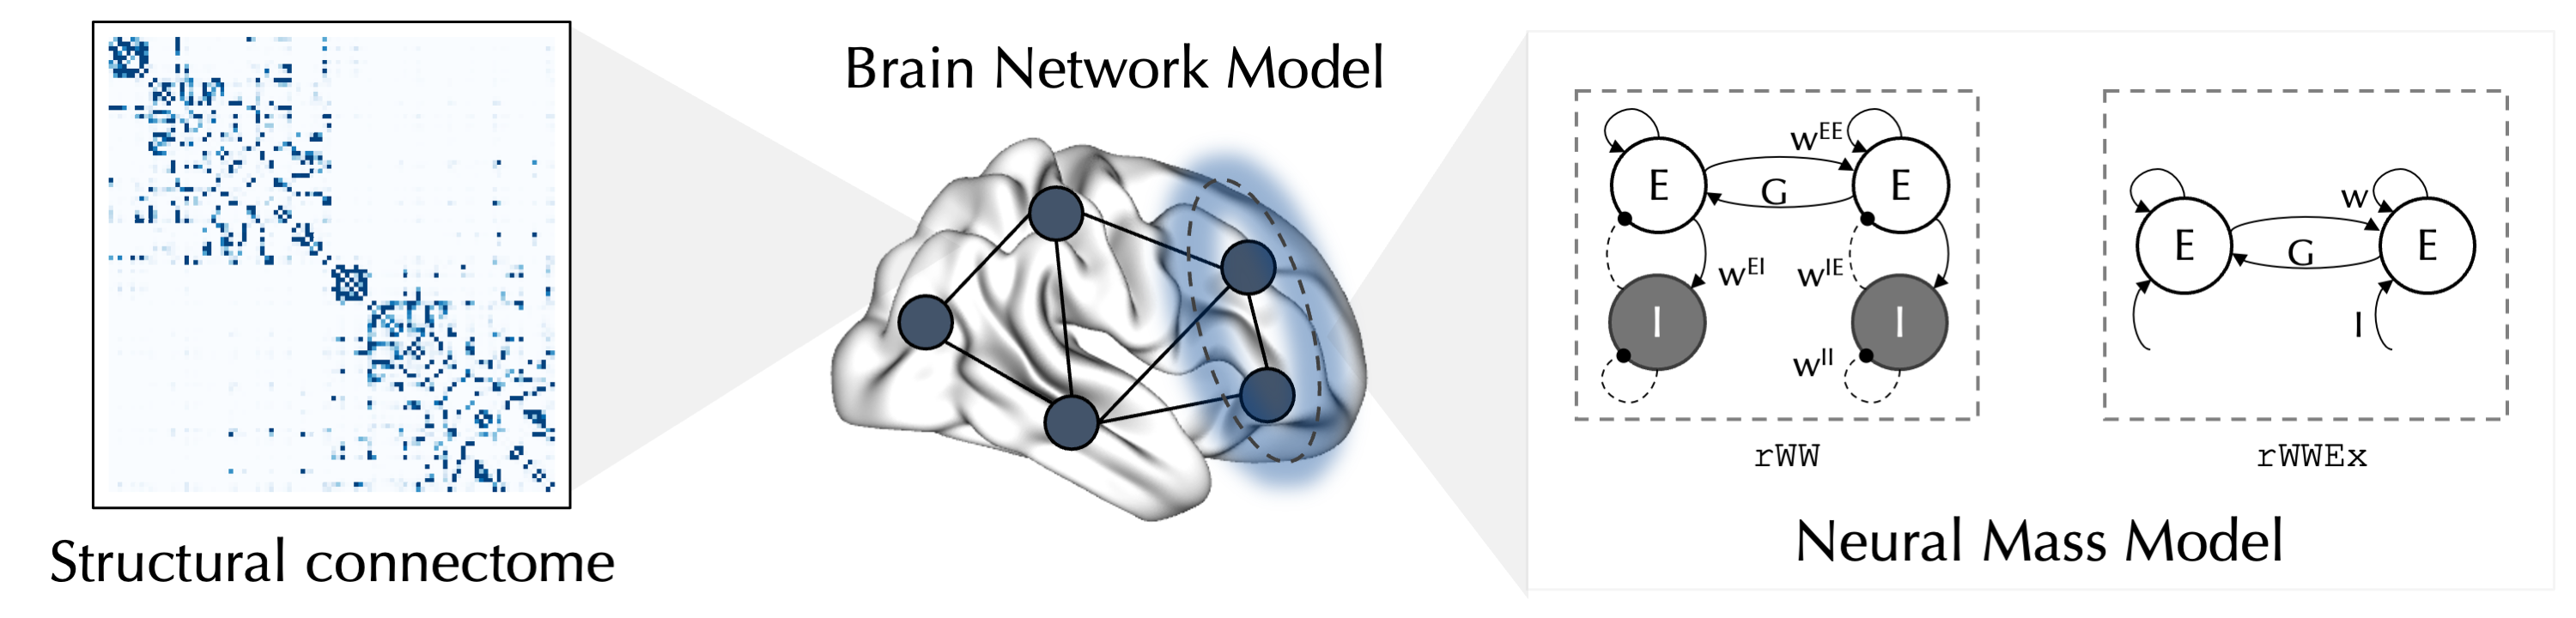 Structural connectome
Brain Network Model
w^EE
E
G
E
w^EI
w^IE
I
I
w^II
rWW
w
E
G
E
I
rWWEx
Neural Mass Model